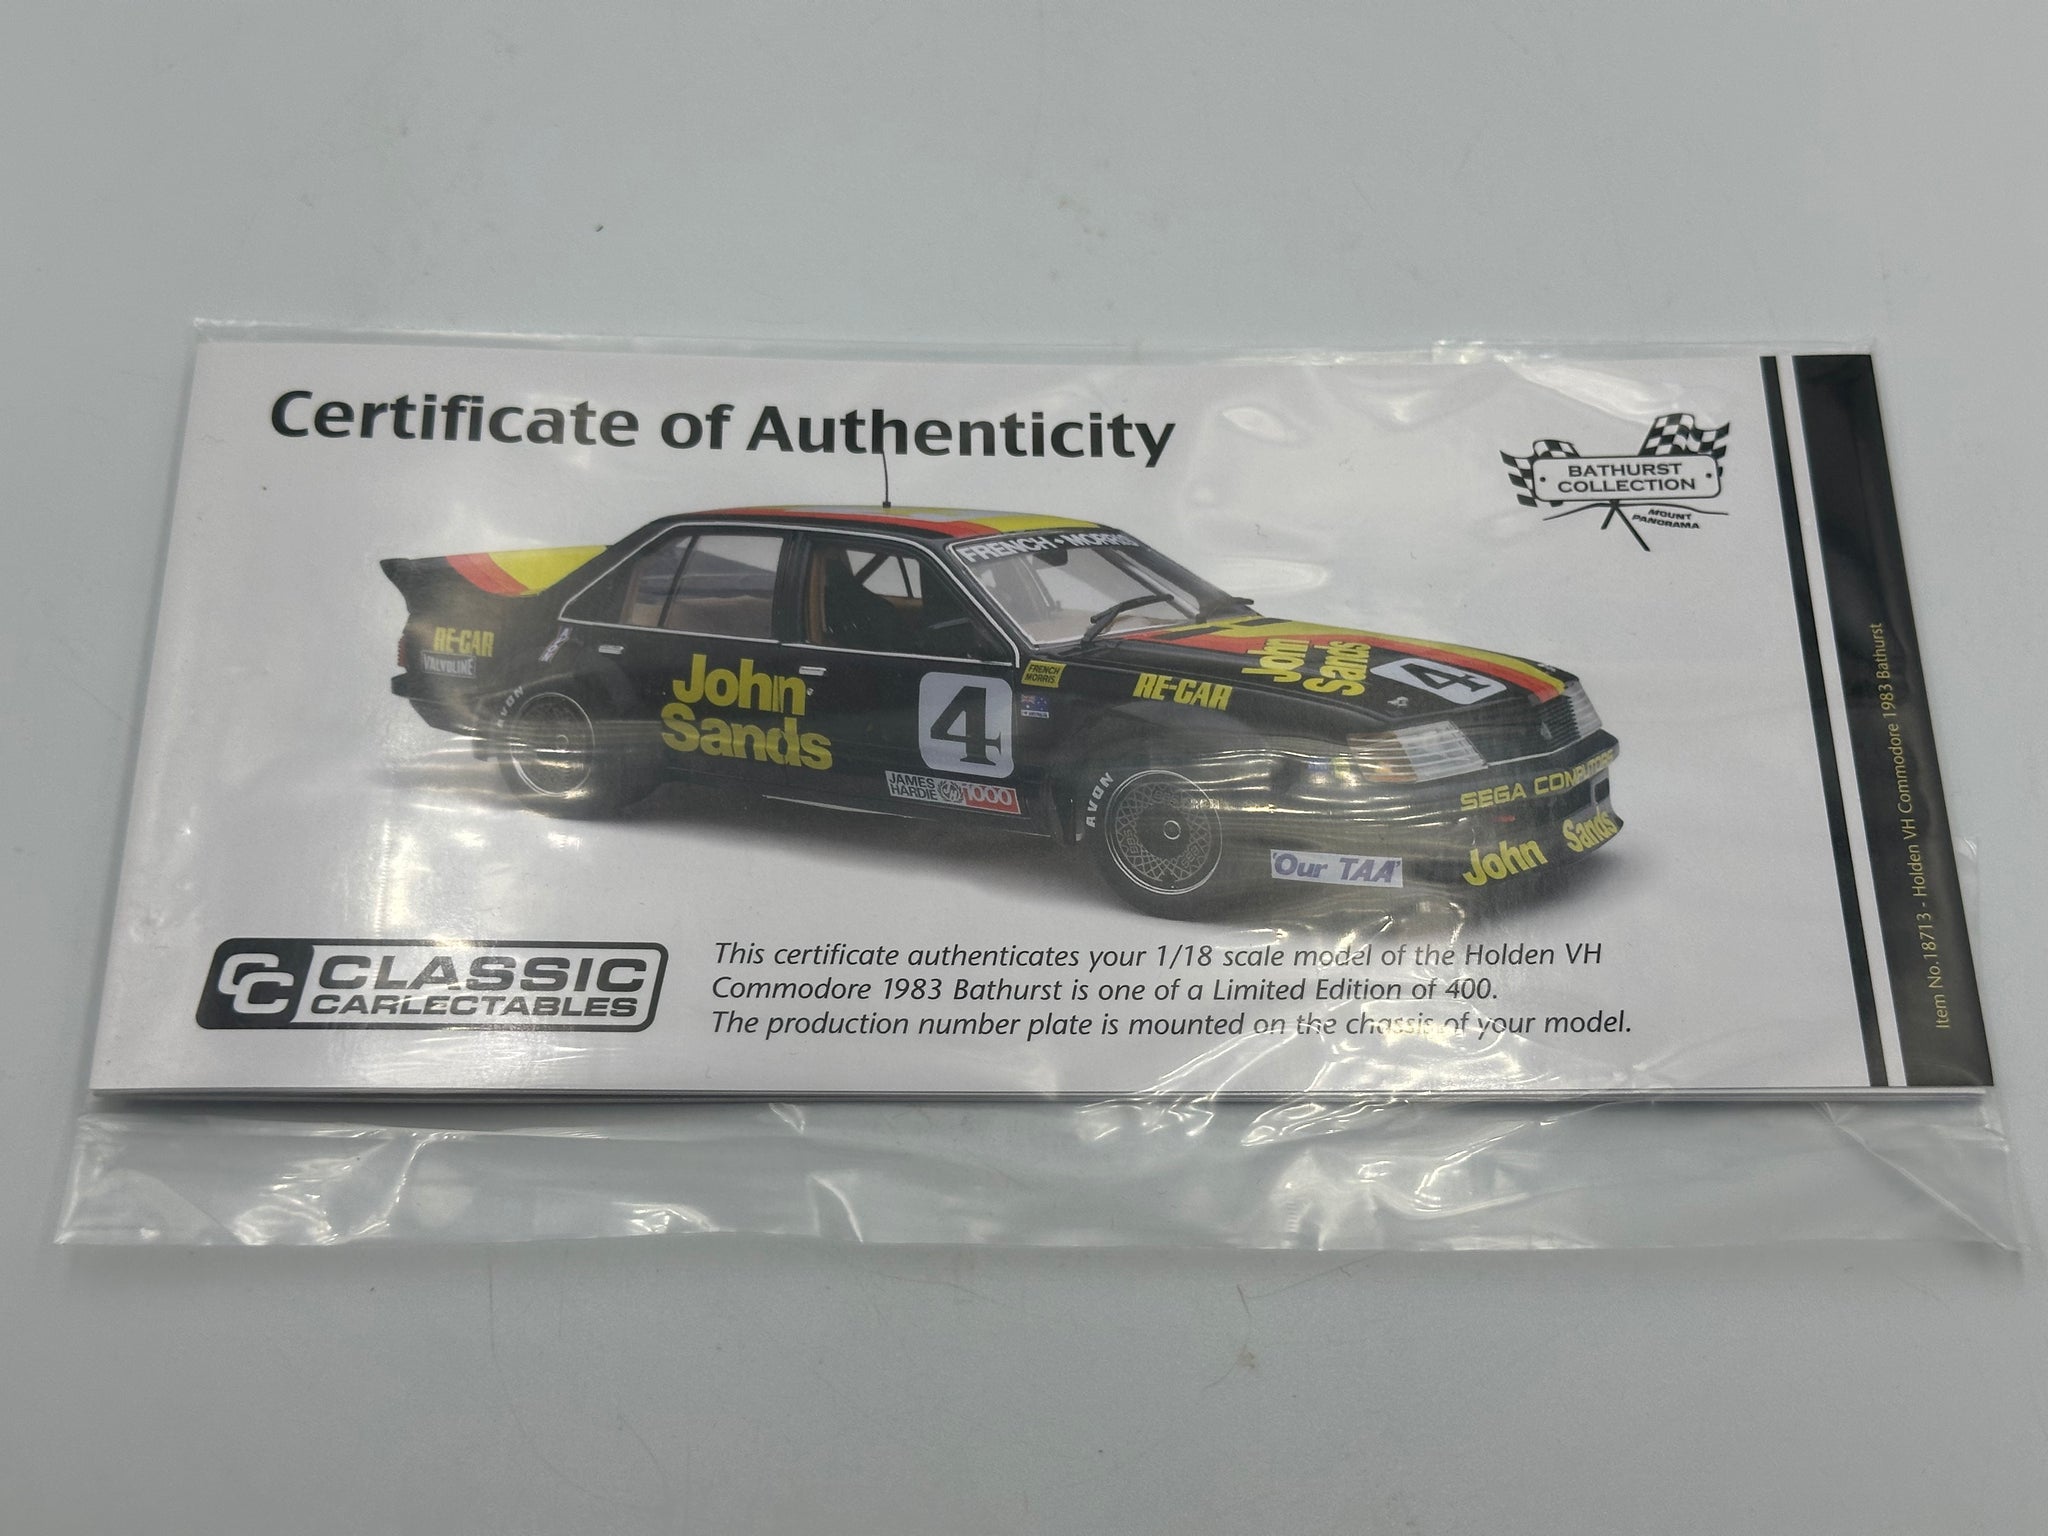 Certificate of Authenticity
BATHURST
COLLECTION
MOUNT
PANORAMA
FRENCH • MORRIS
RE-CAR
VALVOLINE
AVON
John
Sands
4
FRENCH
MORRIS
RE-CAR
John
Sands
4
JAMES
HARDIE 1000
AVON
SEGA COMPUTERS
John Sands
'Our TAA'
CC CLASSIC
CARLECTABLES
This certificate authenticates your 1/18 scale model of the Holden VH
Commodore 1983 Bathurst is one of a Limited Edition of 400.
The production number plate is mounted on the chassis of your model.
Item No.18713 - Holden VH Commodore 1983 Bathurst